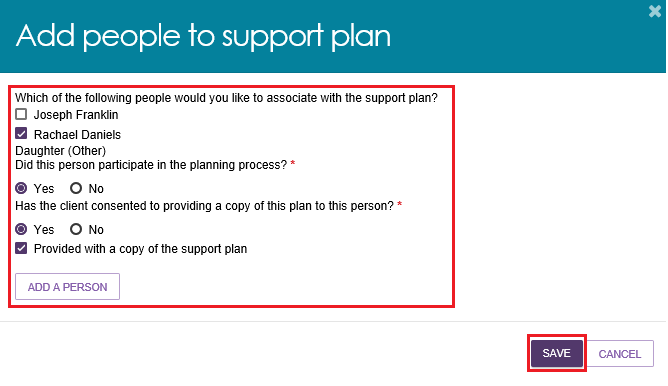 Add people to support plan
Which of the following people would you like to associate with the support plan?
Joseph Franklin
Rachael Daniels
Daughter (Other)
Did this person participate in the planning process? *
Yes No
Has the client consented to providing a copy of this plan to this person? *
Yes No
Provided with a copy of the support plan
ADD A PERSON
SAVE CANCEL